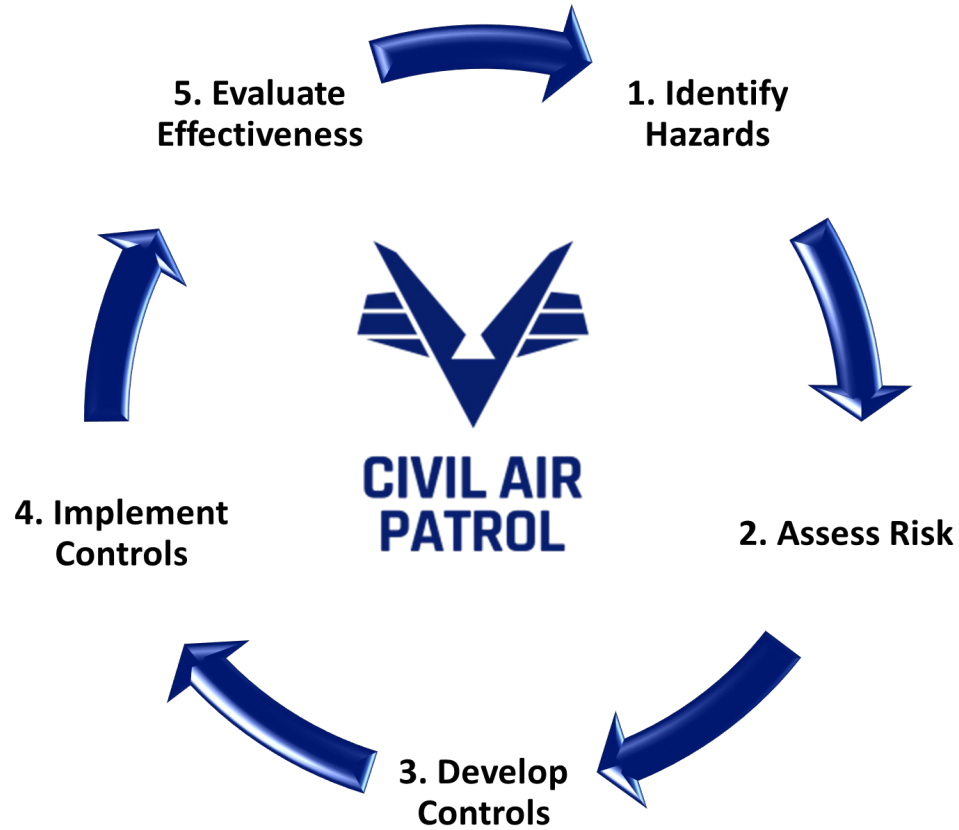 5. Evaluate
Effectiveness
1. Identify
Hazards
CIVIL AIR
PATROL
4. Implement
Controls
2. Assess Risk
3. Develop
Controls